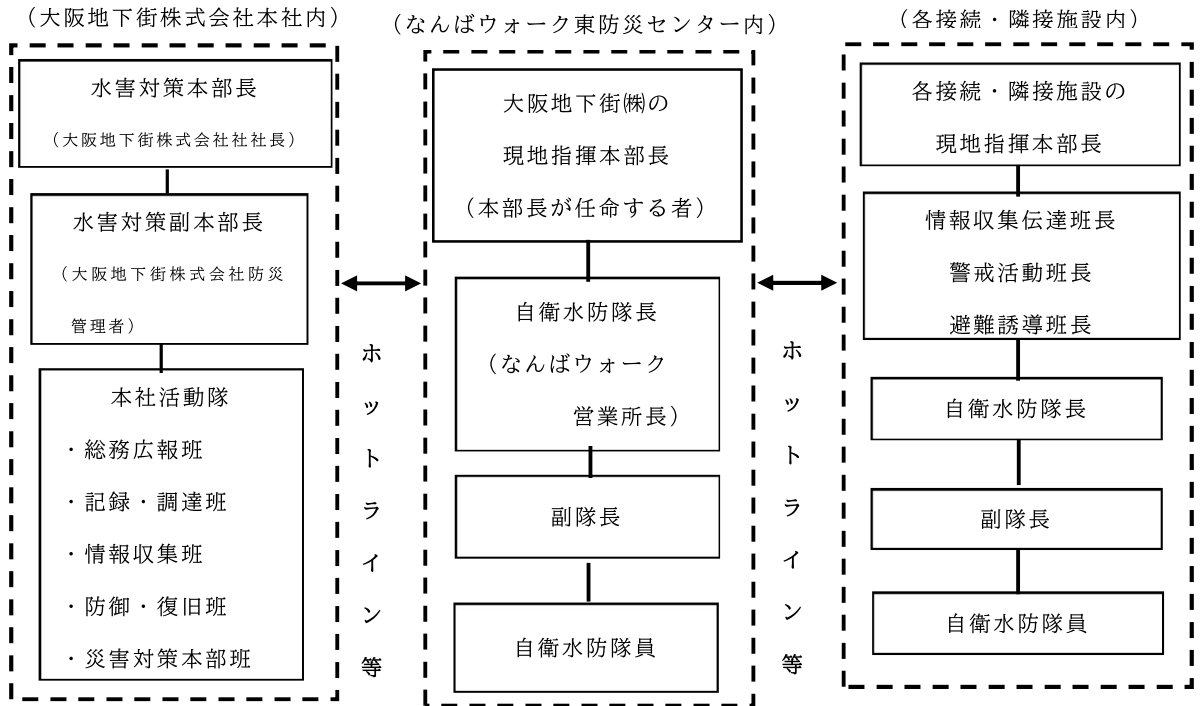 （大阪地下街株式会社本社内）
水害対策本部長
（大阪地下街株式会社社社長）
水害対策副本部長
（大阪地下街株式会社防災
管理者）
本社活動隊
・総務広報班
・記録・調達班
・情報収集班
・防御・復旧班
・災害対策本部班
ホットライン等
（なんばウォーク東防災センター内）
大阪地下街㈱の
現地指揮本部長
（本部長が任命する者）
自衛水防隊長
（なんばウォーク
営業所長）
副隊長
自衛水防隊員
ホットライン等
（各接続・隣接施設内）
各接続・隣接施設の
現地指揮本部長
情報収集伝達班長
警戒活動班長
避難誘導班長
自衛水防隊長
副隊長
自衛水防隊員